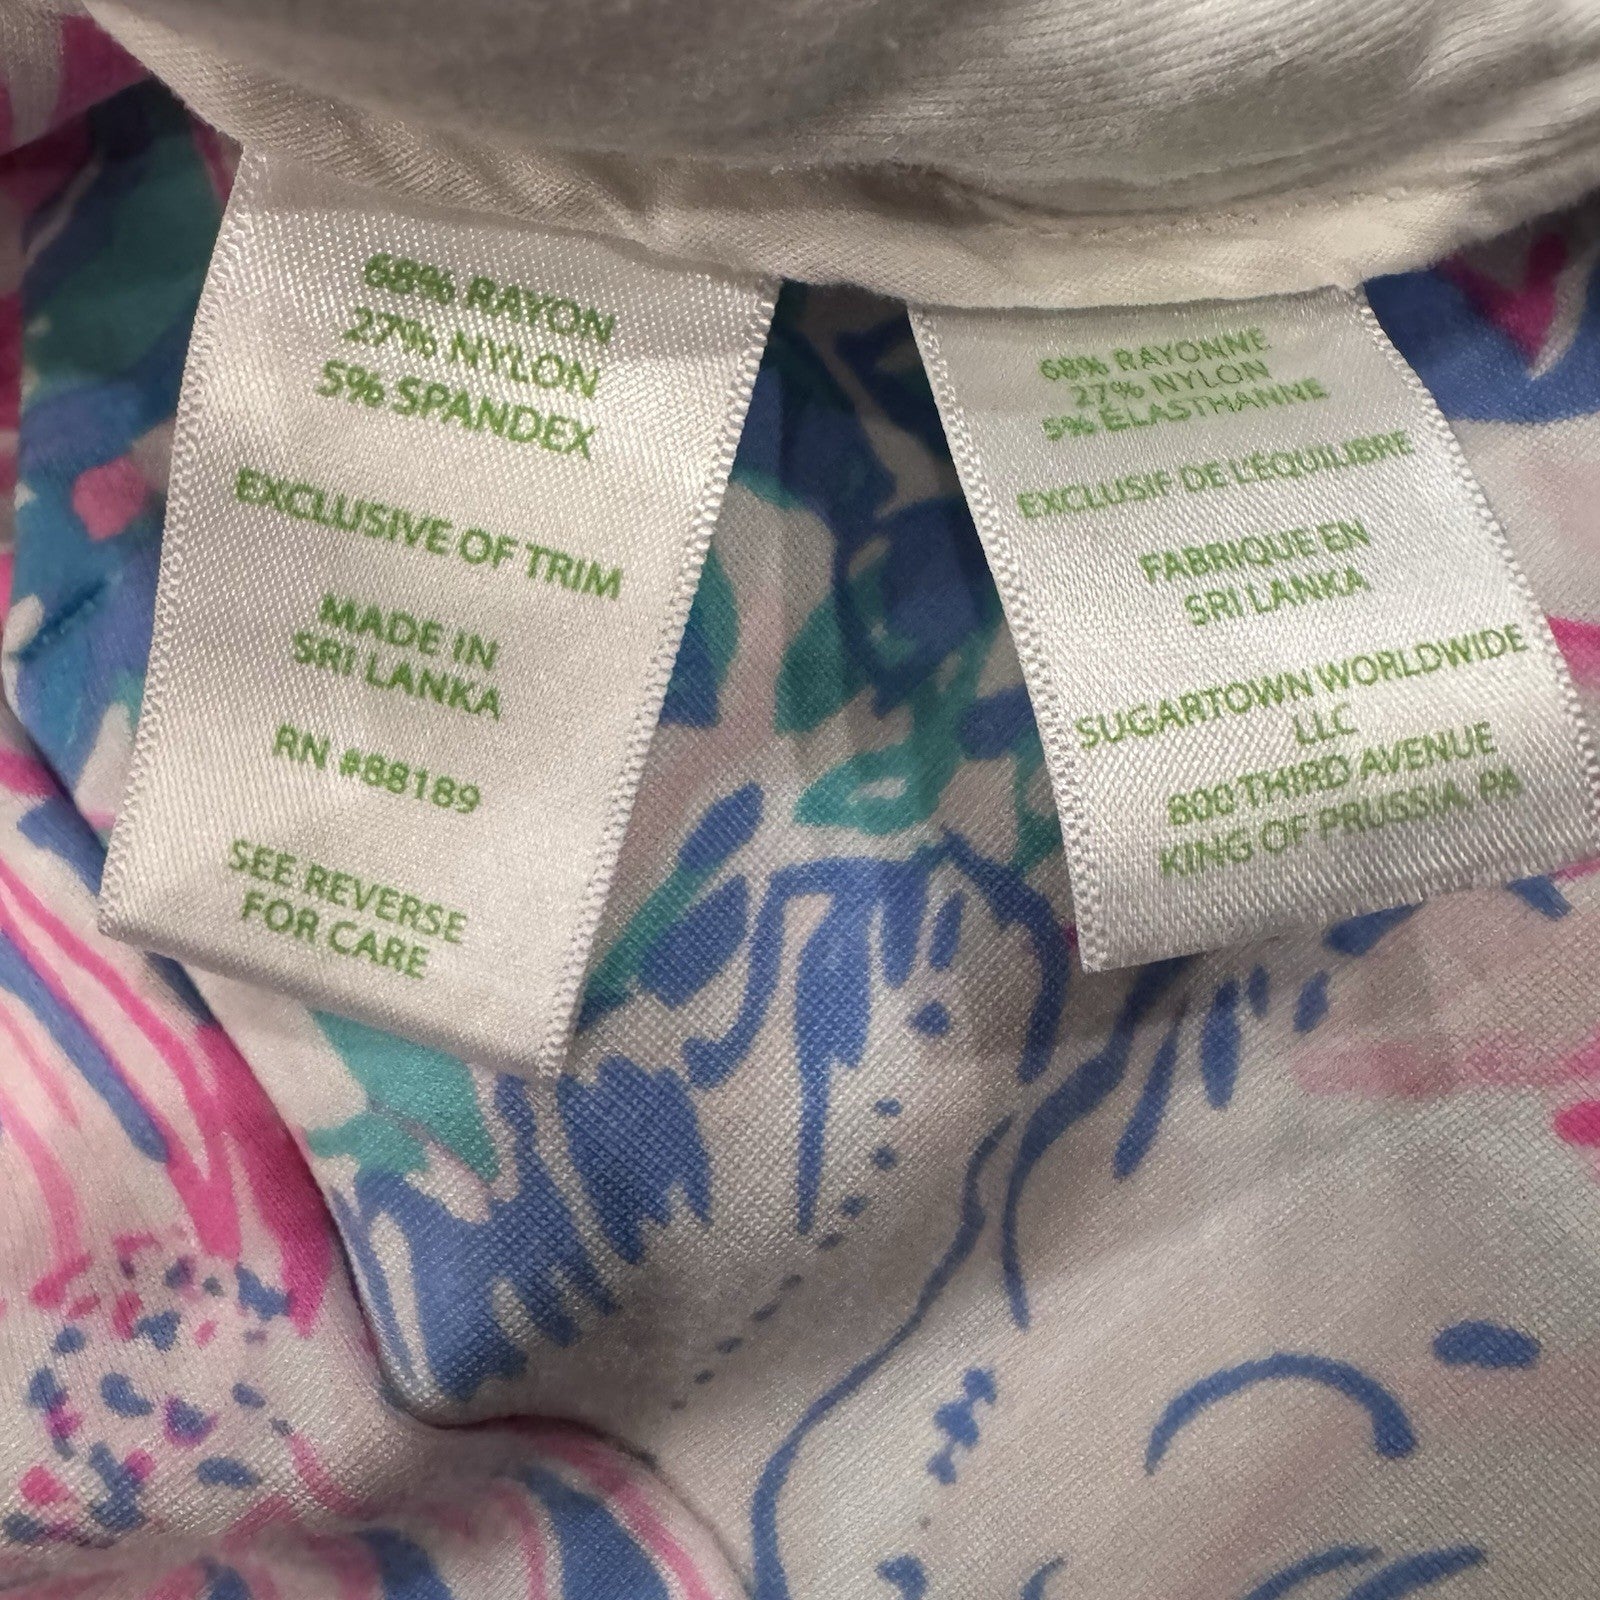 68% RAYON
27% NYLON
5% SPANDEX
EXCLUSIVE OF TRIM
MADE IN
SRI LANKA
RN #88189
SEE REVERSE
FOR CARE
68% RAYONNE
27% NYLON
5% ÉLASTHANNE
EXCLUSIF DE L'ÉQUILIBRE
FABRIQUE EN
SRI LANKA
SUGARTOWN WORLDWIDE
LLC
800 THIRD AVENUE
KING OF PRUSSIA, PA